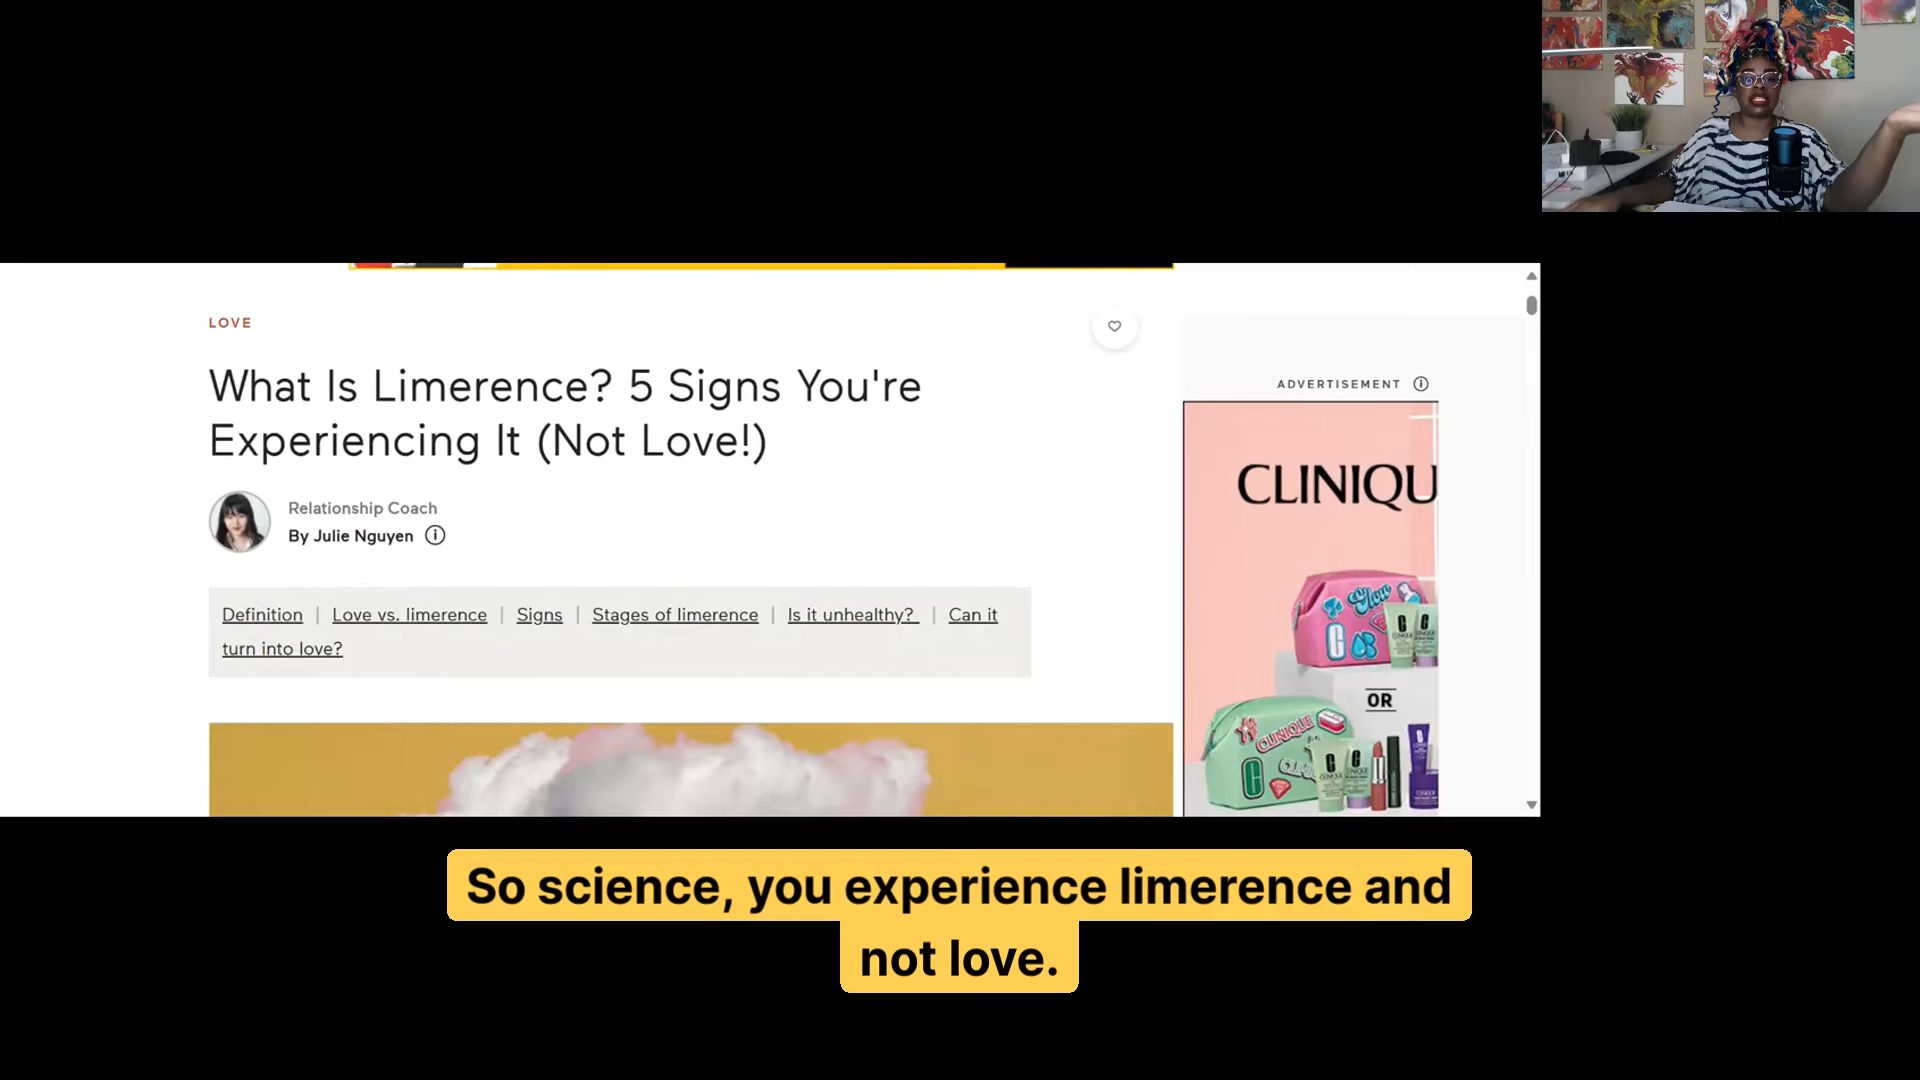 LOVE
What Is Limerence? 5 Signs You're
Experiencing It (Not Love!)
Relationship Coach
By Julie Nguyen
Definition | Love vs. limerence | Signs | Stages of limerence | Is it unhealthy? | Can it
turn into love?
ADVERTISEMENT
CLINIQU
Glow
C
OR
CLINIQUE
C
So science, you experience limerence and
not love.